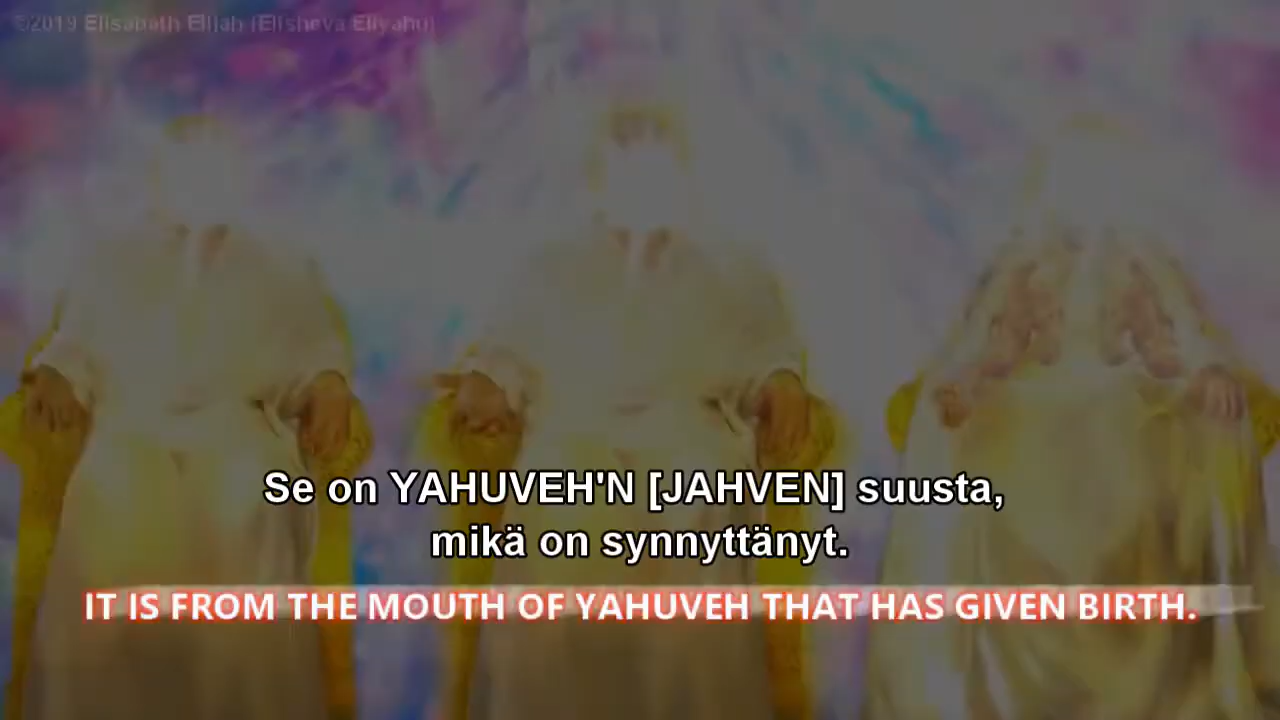 ©2019 Elisabeth Elijah (Elisheva Eliyahu)
Se on YAHUVEH'N [JAHVEN] suusta,
mikä on synnyttänyt.
IT IS FROM THE MOUTH OF YAHUVEH THAT HAS GIVEN BIRTH.